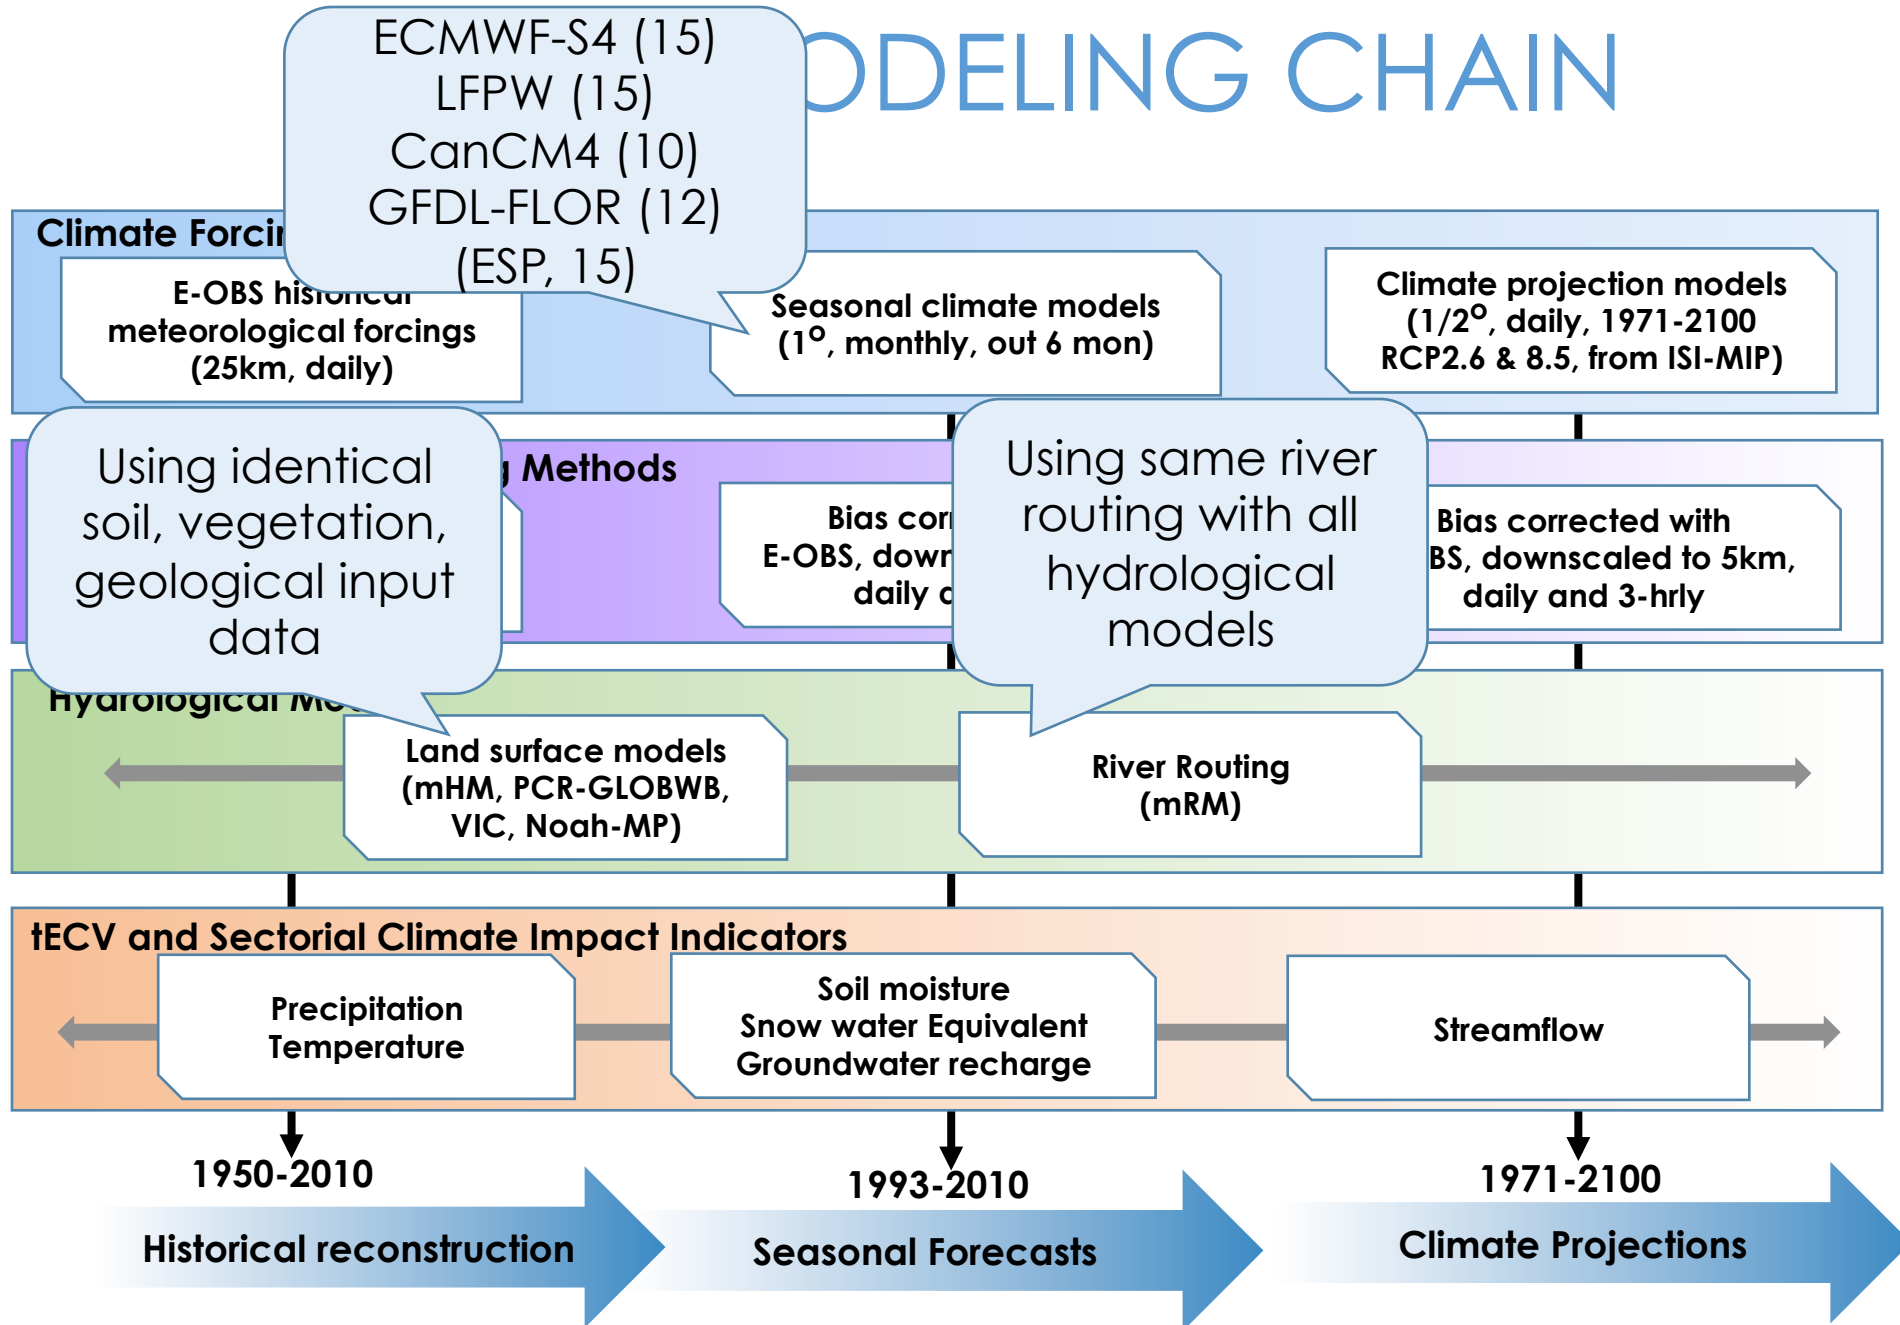 ODELING CHAIN
ECMWF-S4 (15)
LFPW (15)
CanCM4 (10)
GFDL-FLOR (12)
(ESP, 15)
Climate
E-OBS historical
meteorological forcings
(25km, daily)
Seasonal climate models
(1°, monthly, out 6 mon)
Climate projection models
(1/2°, daily, 1971-2100
RCP2.6 & 8.5, from ISI-MIP)
Methods
Using identical
soil, vegetation,
geological input
data
Bias
E-OBS,
daily
Using same river
routing with all
hydrological
models
Bias corrected with
BS, downscaled to 5km,
daily and 3-hrly
Hydrological
Land surface models
(mHM, PCR-GLOBWB,
VIC, Noah-MP)
River Routing
(mRM)
tECV and Sectorial Climate Impact Indicators
Precipitation
Temperature
Soil moisture
Snow water Equivalent
Groundwater recharge
Streamflow
1950-2010
1993-2010
1971-2100
Historical reconstruction
Seasonal Forecasts
Climate Projections